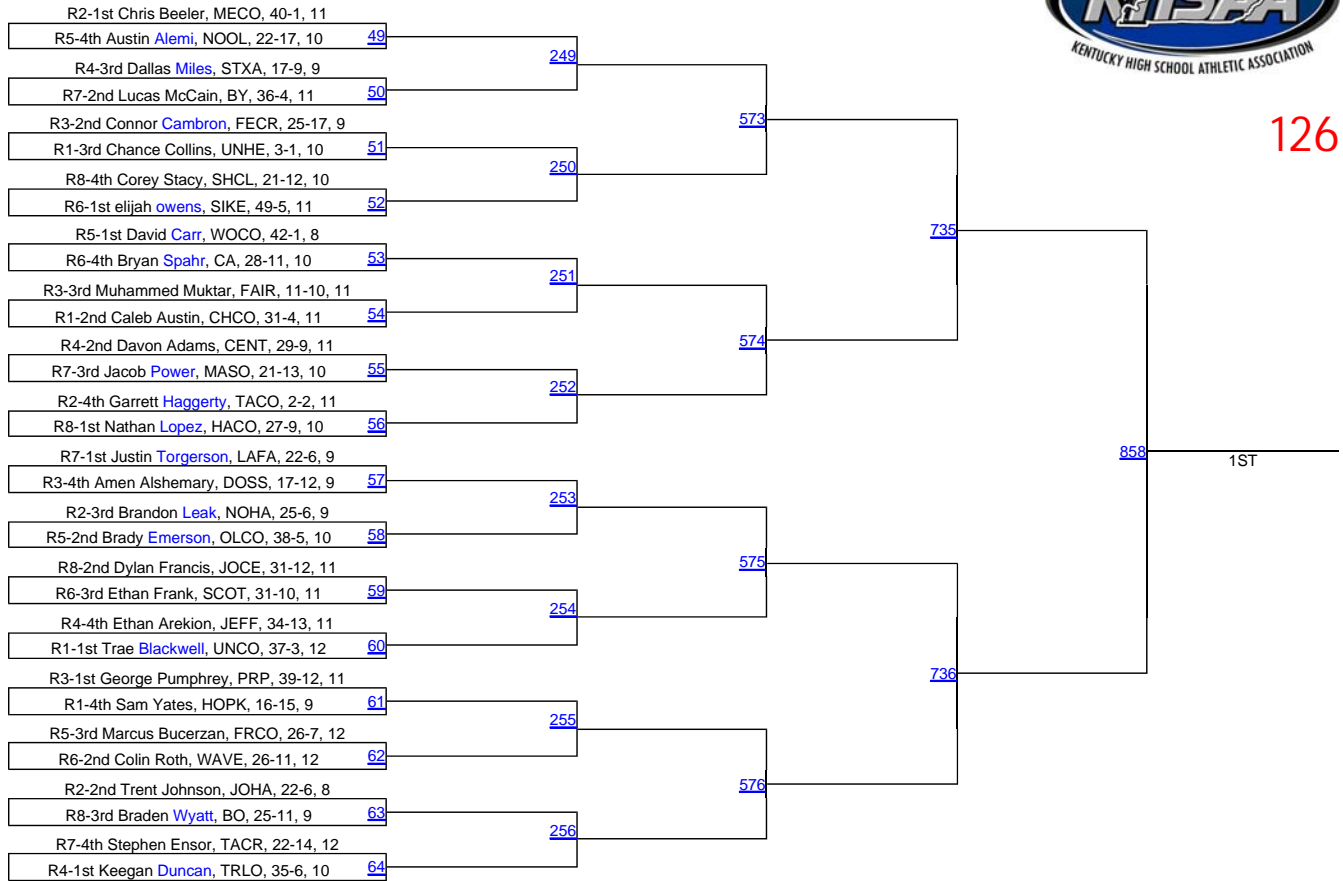 KHSAA
KENTUCKY HIGH SCHOOL ATHLETIC ASSOCIATION
126
R2-1st Chris Beeler, MECO, 40-1, 11
R5-4th Austin Alemi, NOOL, 22-17, 10
49
249
R4-3rd Dallas Miles, STXA, 17-9, 9
R7-2nd Lucas McCain, BY, 36-4, 11
50
573
R3-2nd Connor Cambron, FECR, 25-17, 9
R1-3rd Chance Collins, UNHE, 3-1, 10
51
250
R8-4th Corey Stacy, SHCL, 21-12, 10
R6-1st elijah owens, SIKE, 49-5, 11
52
735
R5-1st David Carr, WOCO, 42-1, 8
R6-4th Bryan Spahr, CA, 28-11, 10
53
251
R3-3rd Muhammed Muktar, FAIR, 11-10, 11
R1-2nd Caleb Austin, CHCO, 31-4, 11
54
574
R4-2nd Davon Adams, CENT, 29-9, 11
R7-3rd Jacob Power, MASO, 21-13, 10
55
252
R2-4th Garrett Haggerty, TACO, 2-2, 11
R8-1st Nathan Lopez, HACO, 27-9, 10
56
858
1ST
R7-1st Justin Torgerson, LAFA, 22-6, 9
R3-4th Amen Alshemary, DOSS, 17-12, 9
57
253
R2-3rd Brandon Leak, NOHA, 25-6, 9
R5-2nd Brady Emerson, OLCO, 38-5, 10
58
575
R8-2nd Dylan Francis, JOCE, 31-12, 11
R6-3rd Ethan Frank, SCOT, 31-10, 11
59
254
R4-4th Ethan Arekion, JEFF, 34-13, 11
R1-1st Trae Blackwell, UNCO, 37-3, 12
60
736
R3-1st George Pumphrey, PRP, 39-12, 11
R1-4th Sam Yates, HOPK, 16-15, 9
61
255
R5-3rd Marcus Bucerzan, FRCO, 26-7, 12
R6-2nd Colin Roth, WAVE, 26-11, 12
62
576
R2-2nd Trent Johnson, JOHA, 22-6, 8
R8-3rd Braden Wyatt, BO, 25-11, 9
63
256
R7-4th Stephen Ensor, TACR, 22-14, 12
R4-1st Keegan Duncan, TRLO, 35-6, 10
64